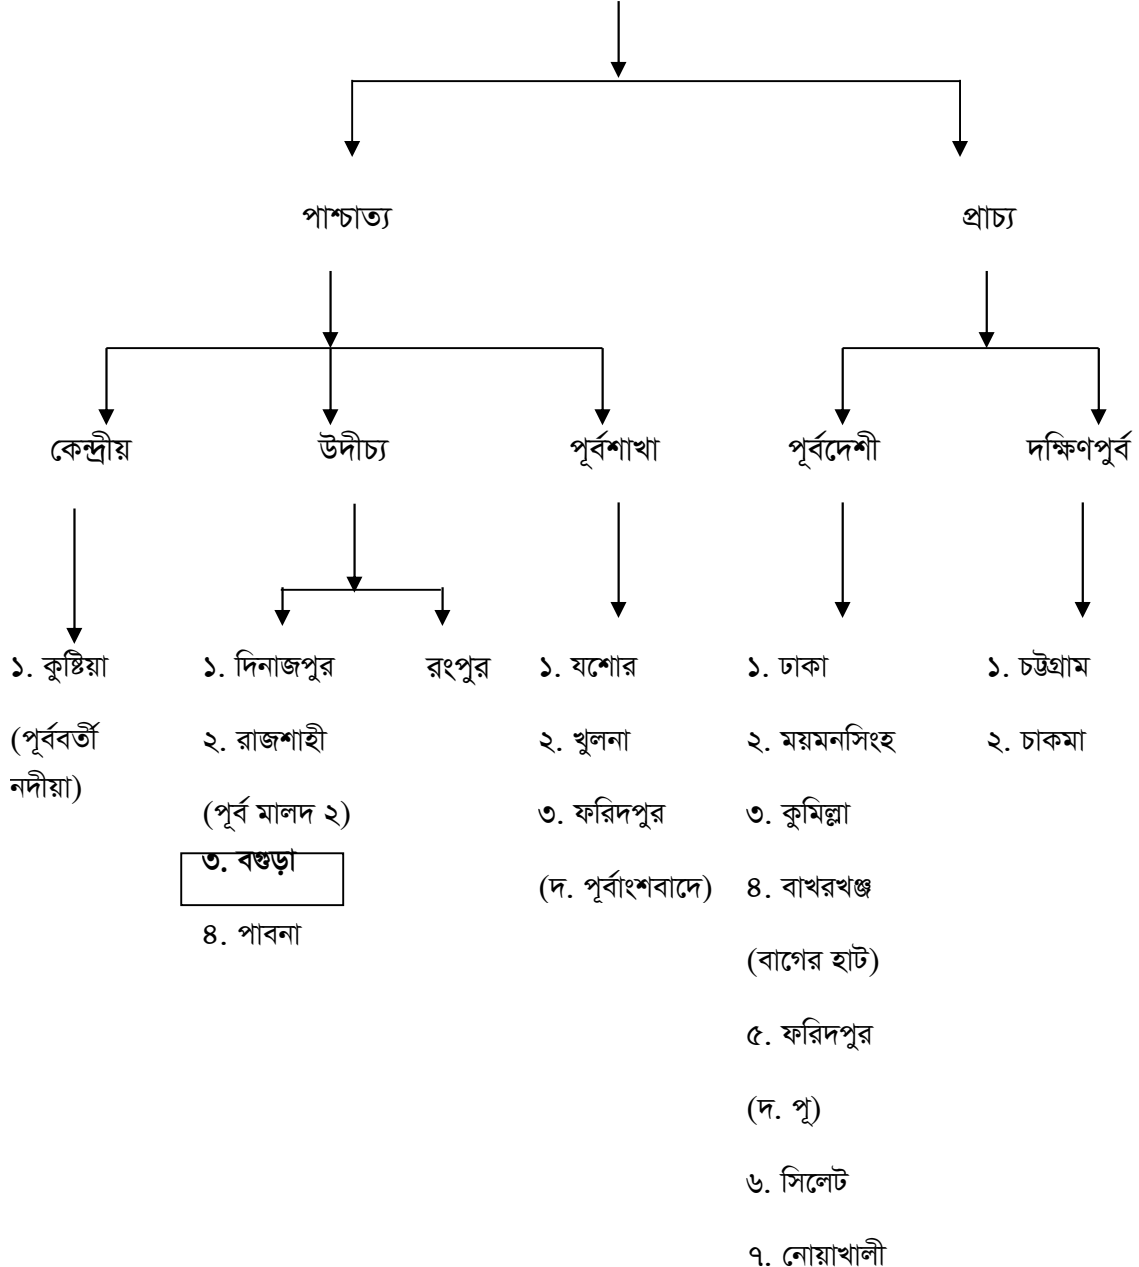 পাশ্চাত্য
প্রাচ্য
কেন্দ্রীয়
উদীচ্য
পূর্বশাখা
পূর্বদেশী
দক্ষিণপুর্ব
১. কুষ্টিয়া
(পূর্ববর্তী
নদীয়া)
১. দিনাজপুর
২. রাজশাহী
(পূর্ব মালদ ২)
৩. বগুড়া
৪. পাবনা
রংপুর
১. যশোর
২. খুলনা
৩. ফরিদপুর
(দ. পূর্বাংশবাদে)
১. ঢাকা
২. ময়মনসিংহ
৩. কুমিল্লা
৪. বাখরখঞ্জ
(বাগের হাট)
৫. ফরিদপুর
(দ. পূ)
৬. সিলেট
৭. নোয়াখালী
১. চট্টগ্রাম
২. চাকমা